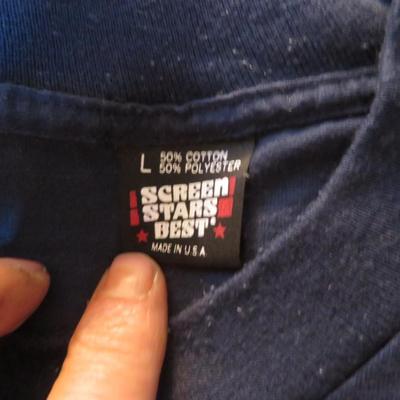 L 50% COTTON
50% POLYESTER
SCREEN
STARS
BEST
MADE IN U.S.A.